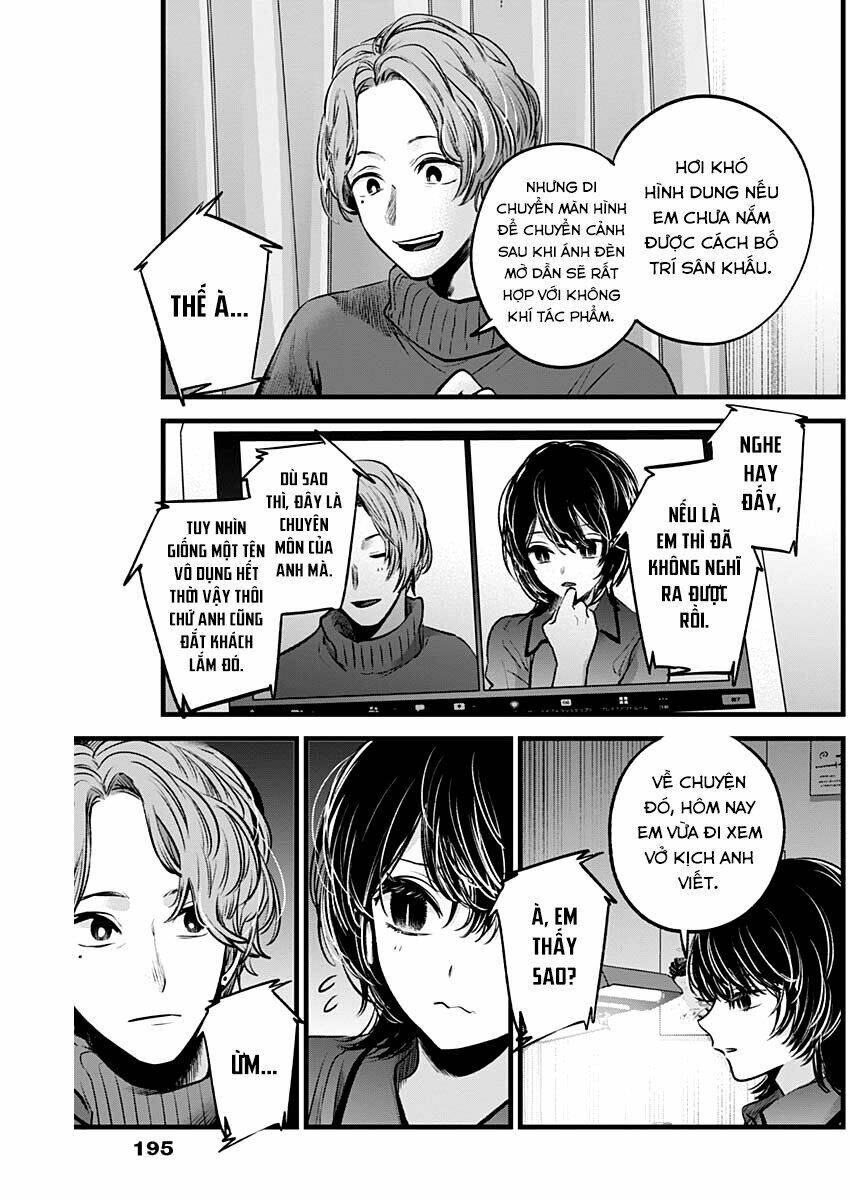 HƠI KHÓ
HÌNH DUNG NẾU
EM CHƯA NẮM
ĐƯỢC CÁCH BỐ
TRÍ SÂN KHẤU.
NHƯNG DI
CHUYỂN MÀN HÌNH
ĐỂ CHUYỂN CẢNH
SAU KHI ÁNH ĐÈN
MỜ DẦN SẼ RẤT
HỢP VỚI KHÔNG
KHÍ TÁC PHẨM.
THẾ À...
NGHE
HAY
ĐẤY,
NẾU LÀ
EM THÌ ĐÃ
KHÔNG NGHĨ
RA ĐƯỢC
RỒI.
DÙ SAO
THÌ, ĐÂY LÀ
CHUYÊN
MÔN CỦA
ANH MÀ.
TUY NHÌN
GIỐNG MỘT TÊN
VÔ DỤNG HẾT
THỜI VẬY THÔI
CHỨ ANH CŨNG
ĐẮT KHÁCH
LẮM ĐÓ.
VỀ CHUYỆN
ĐÓ, HÔM NAY
EM VỪA ĐI XEM
VỞ KỊCH ANH
VIẾT.
À, EM
THẤY
SAO?
ỪM...
195